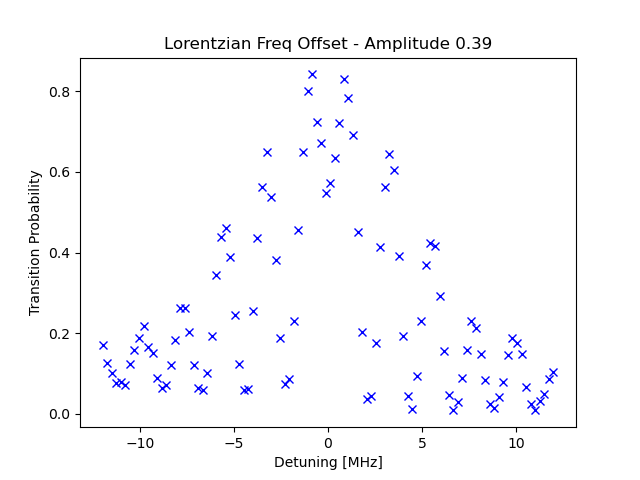 Lorentzian Freq Offset - Amplitude 0.39
Transition Probability
0.8
0.6
0.4
0.2
0.0
−10 −5 0 5 10
Detuning [MHz]